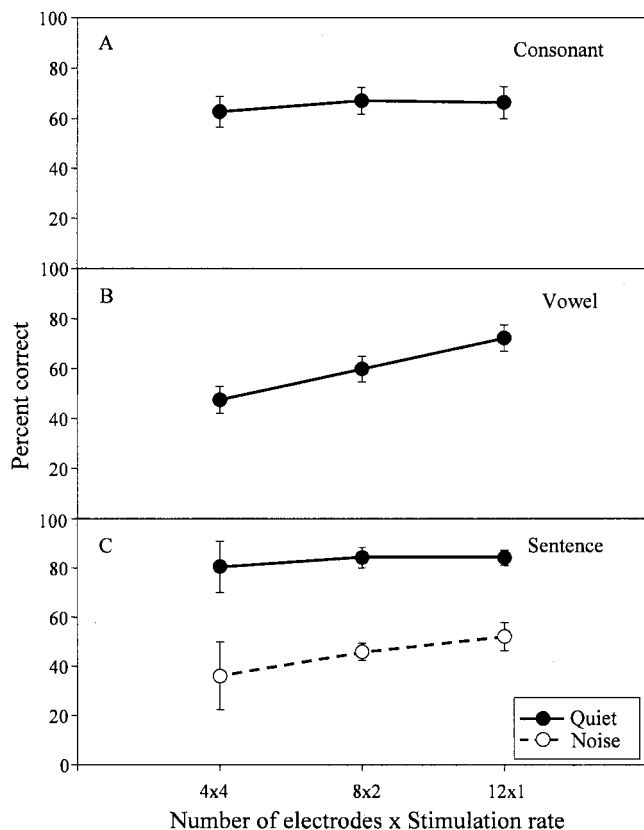 100
A
Consonant
80
60
40
20
100
B
Vowel
80
60
40
20
Percent correct
100
C
Sentence
80
60
40
20
0
Quiet
Noise
4x4
8x2
12x1
Number of electrodes x Stimulation rate